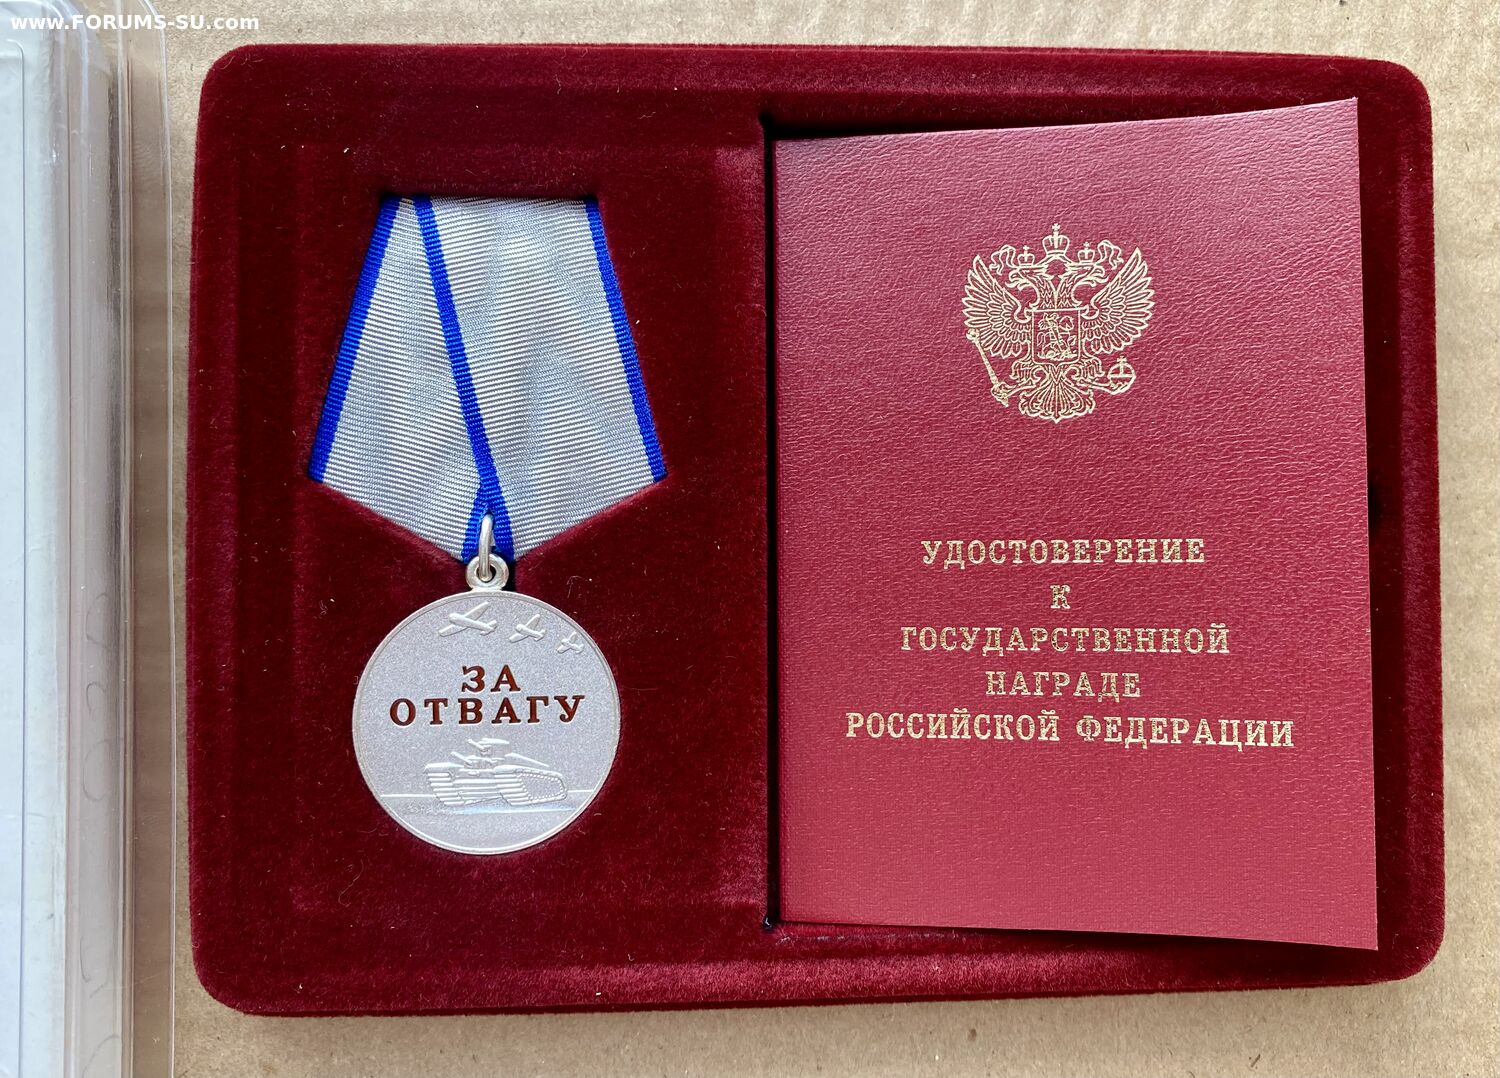 www.FORUMS-SU.com
ЗА
ОТВАГУ
УДОСТОВЕРЕНИЕ
К
ГОСУДАРСТВЕННОЙ
НАГРАДЕ
РОССИЙСКОЙ ФЕДЕРАЦИИ